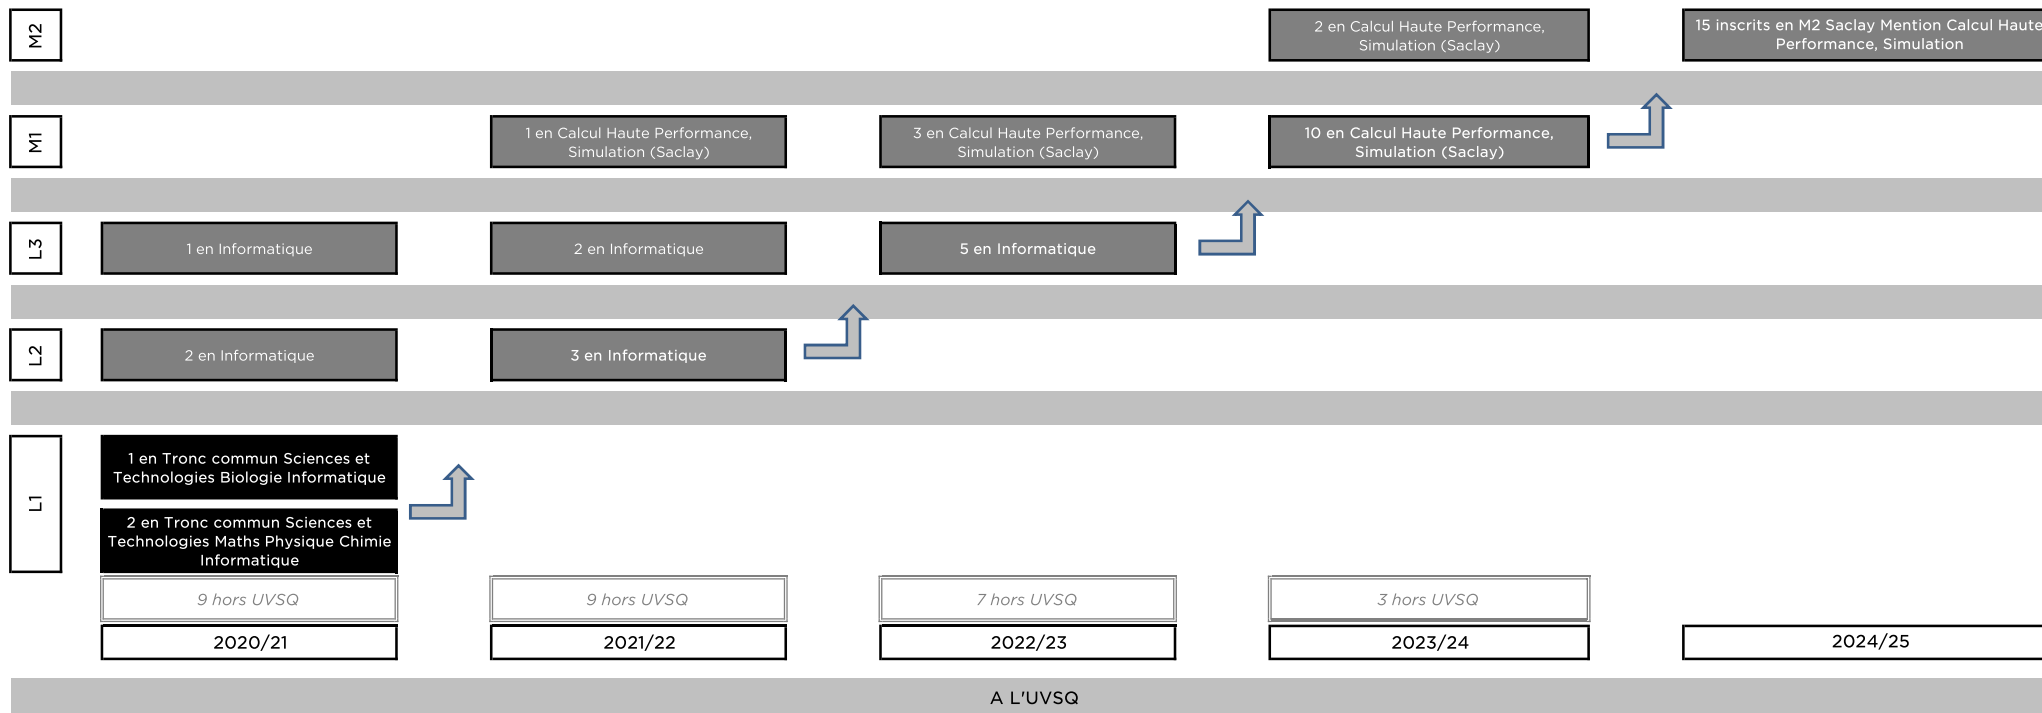 M2
2 en Calcul Haute Performance,
Simulation (Saclay)
15 inscrits en M2 Saclay Mention Calcul Haute
Performance, Simulation
M1
1 en Calcul Haute Performance,
Simulation (Saclay)
3 en Calcul Haute Performance,
Simulation (Saclay)
10 en Calcul Haute Performance,
Simulation (Saclay)
L3
1 en Informatique
2 en Informatique
5 en Informatique
L2
2 en Informatique
3 en Informatique
L1
1 en Tronc commun Sciences et
Technologies Biologie Informatique
2 en Tronc commun Sciences et
Technologies Maths Physique Chimie
Informatique
9 hors UVSQ
9 hors UVSQ
7 hors UVSQ
3 hors UVSQ
2020/21
2021/22
2022/23
2023/24
2024/25
A L'UVSQ